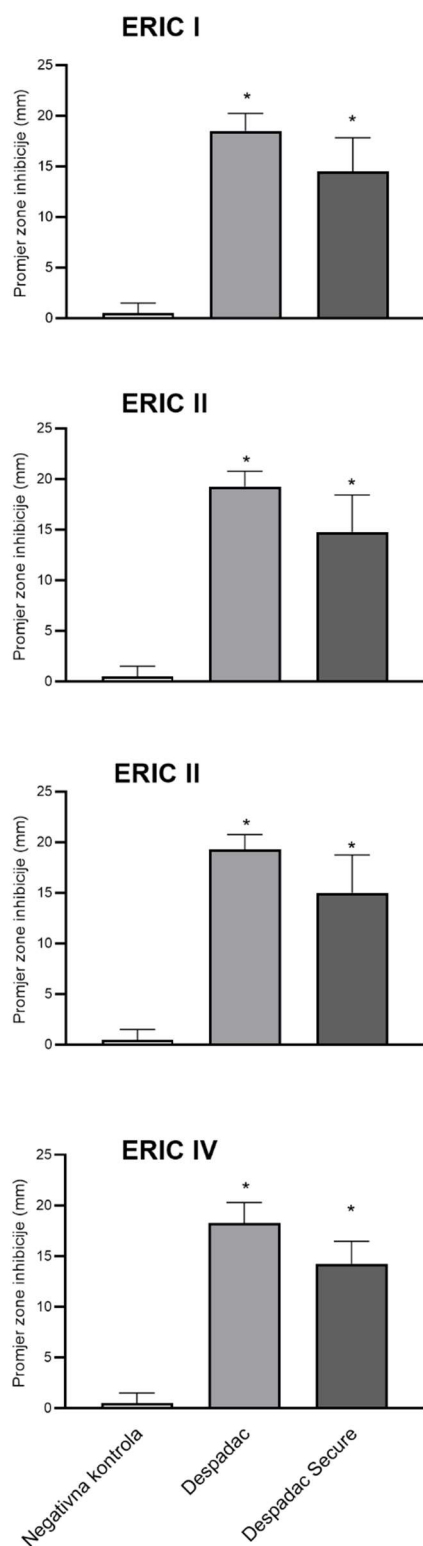 ERIC I
Promjer zone inhibicije (mm)
25
20
15
10
5
0
*
*
ERIC II
Promjer zone inhibicije (mm)
25
20
15
10
5
0
*
*
ERIC II
Promjer zone inhibicije (mm)
25
20
15
10
5
0
*
*
ERIC IV
Promjer zone inhibicije (mm)
25
20
15
10
5
0
*
*
Negativna kontrola
Despadac
Despadac Secure